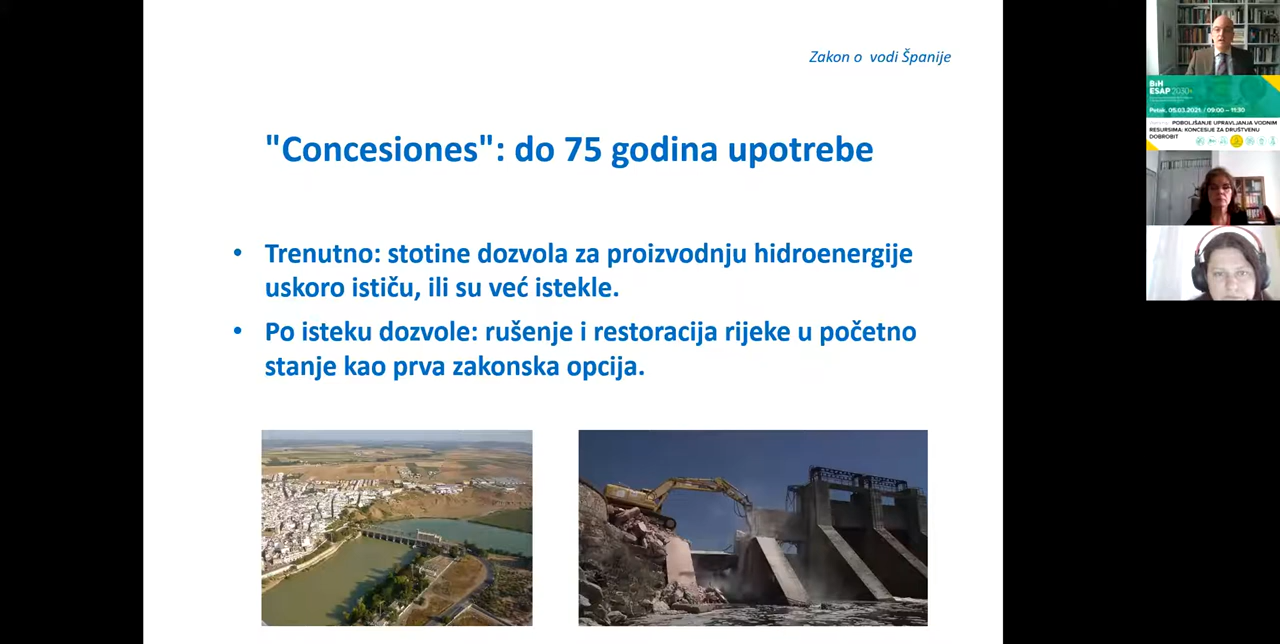 Zakon o vodi Španije
"Concesiones": do 75 godina upotrebe
• Trenutno: stotine dozvola za proizvodnju hidroenergije
uskoro ističu, ili su već istekle.
• Po isteku dozvole: rušenje i restoracija rijeke u početno
stanje kao prva zakonska opcija.
BiH
ESAP 2030+
Petak, 05.03.2021. / 09:00 – 11:30
POBOLJŠANJE UPRAVLJANJA VODNIM
RESURSIMA: KONCESIJE ZA DRUŠTVENU
DOBROBIT